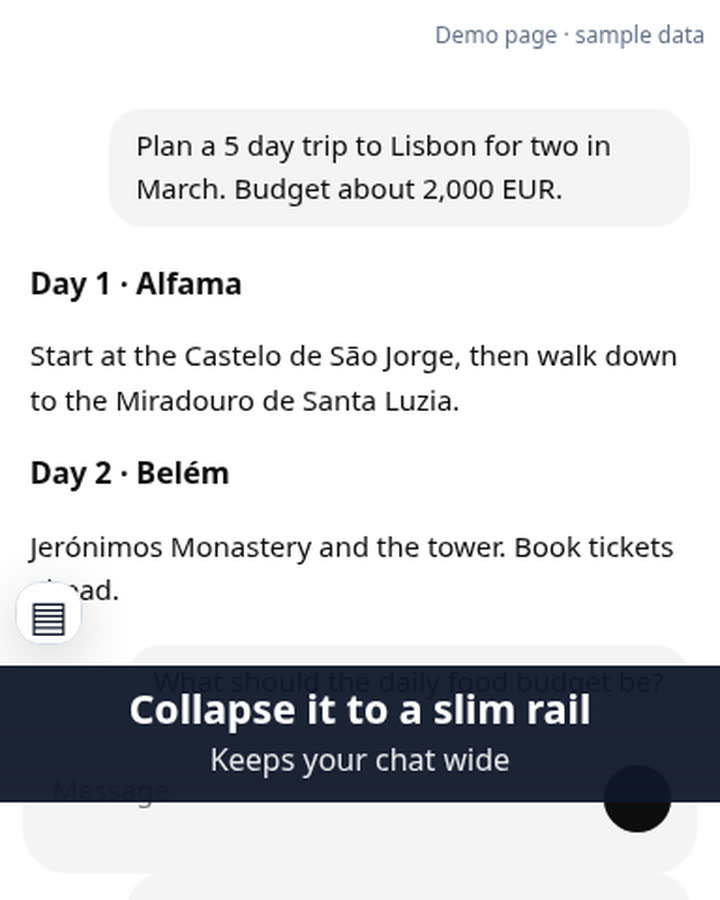 Demo page · sample data
Plan a 5 day trip to Lisbon for two in
March. Budget about 2,000 EUR.
Day 1 · Alfama
Start at the Castelo de São Jorge, then walk down
to the Miradouro de Santa Luzia.
Day 2 · Belém
Jerónimos Monastery and the tower. Book tickets
ahead.
What should the daily food budget be?
Collapse it to a slim rail
Keeps your chat wide
Message